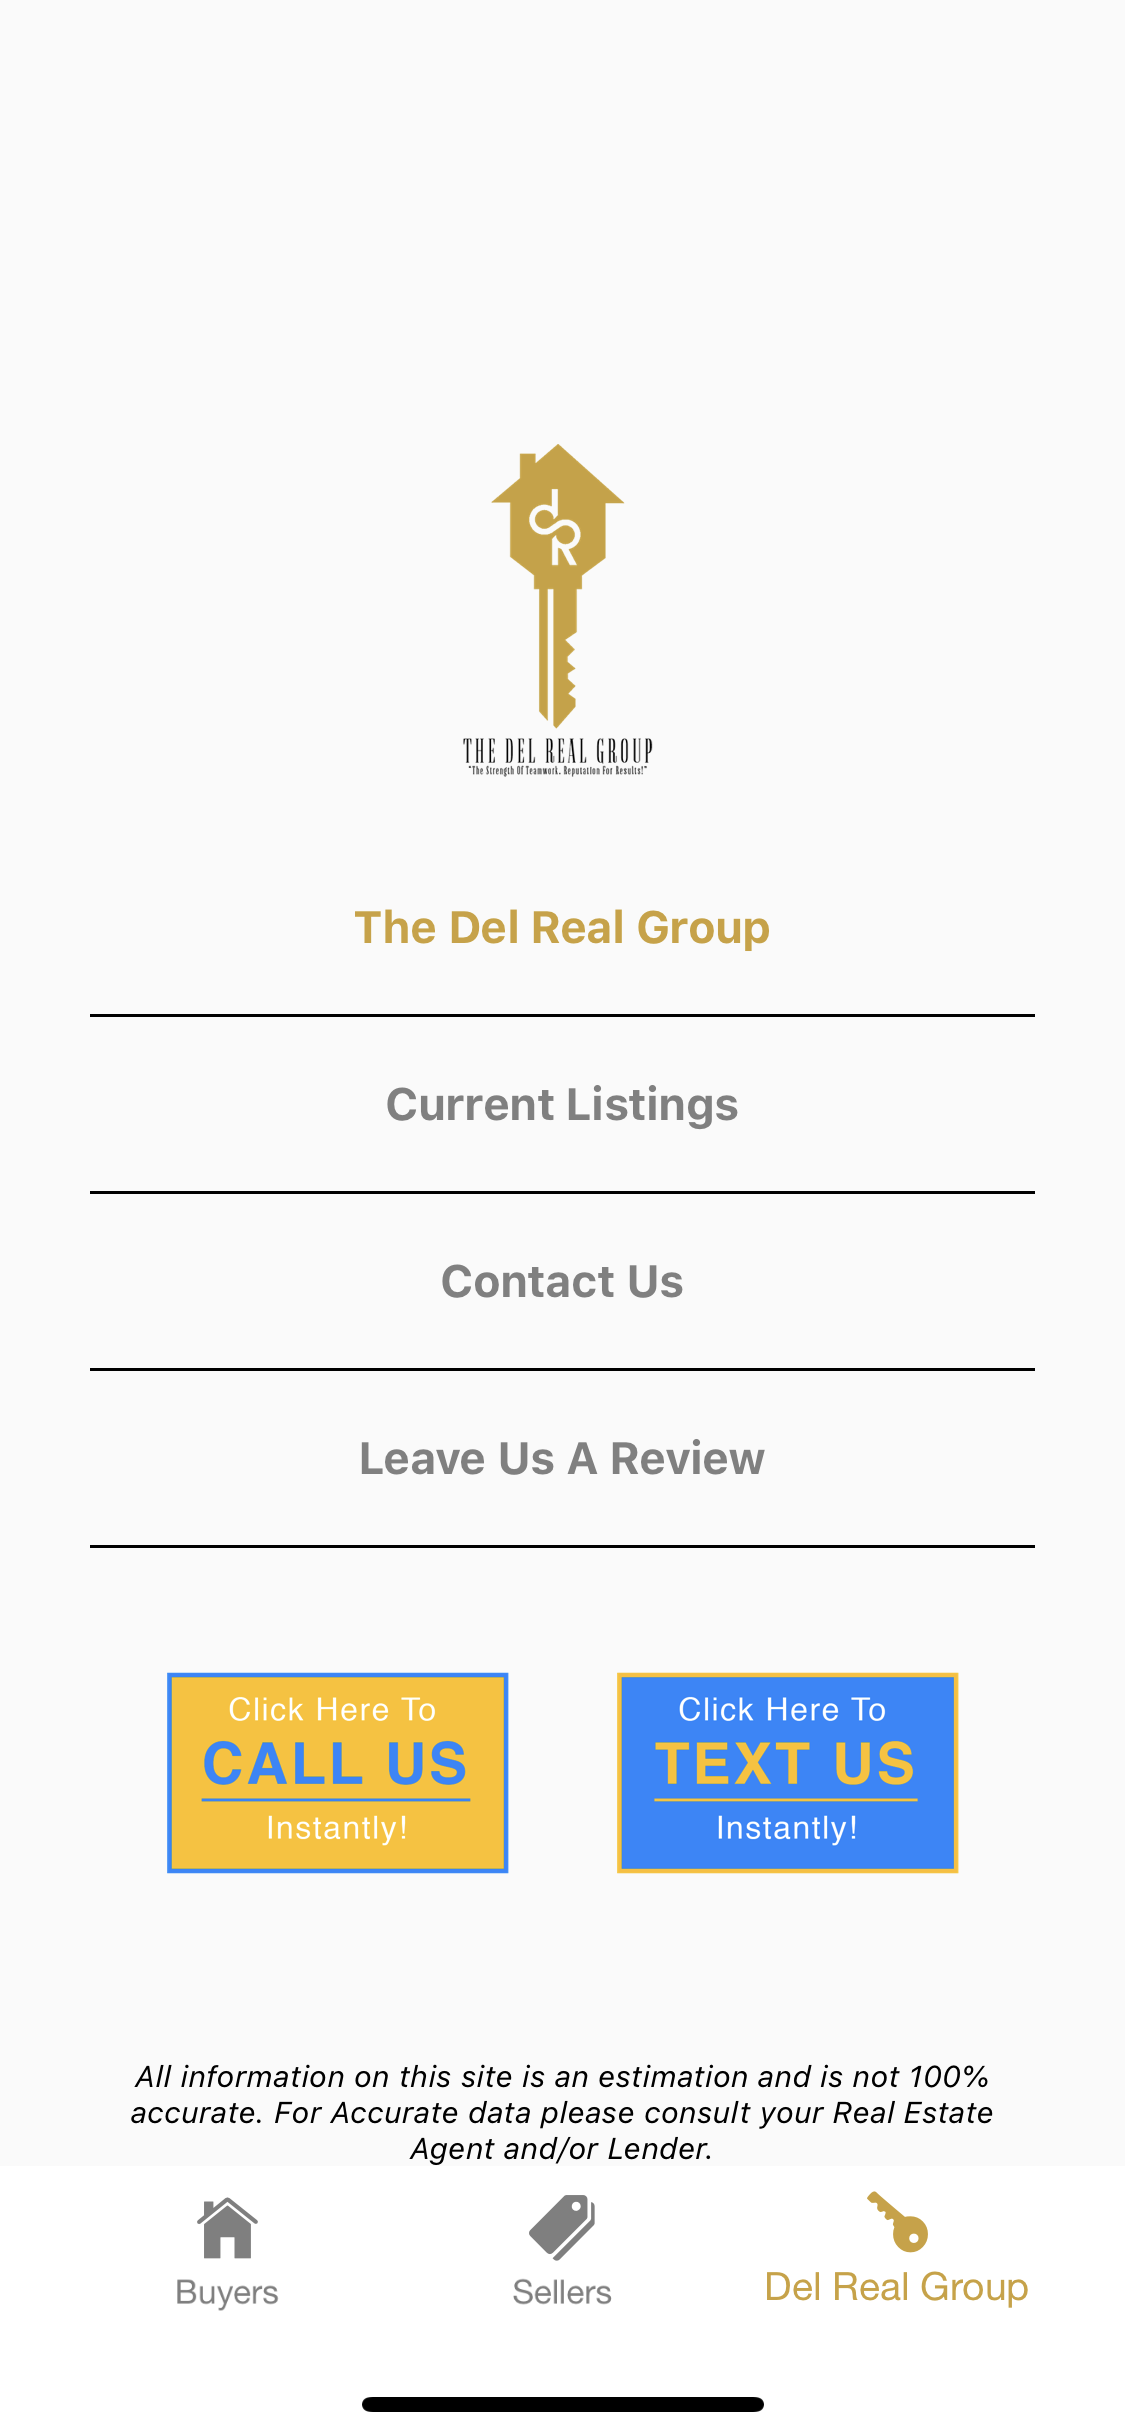 dR
THE DEL REAL GROUP
"The Strength Of Teamwork. Reputation For Results!"
The Del Real Group
Current Listings
Contact Us
Leave Us A Review
Click Here To
CALL US
Instantly!
Click Here To
TEXT US
Instantly!
All information on this site is an estimation and is not 100%
accurate. For Accurate data please consult your Real Estate
Agent and/or Lender.
Buyers
Sellers
Del Real Group